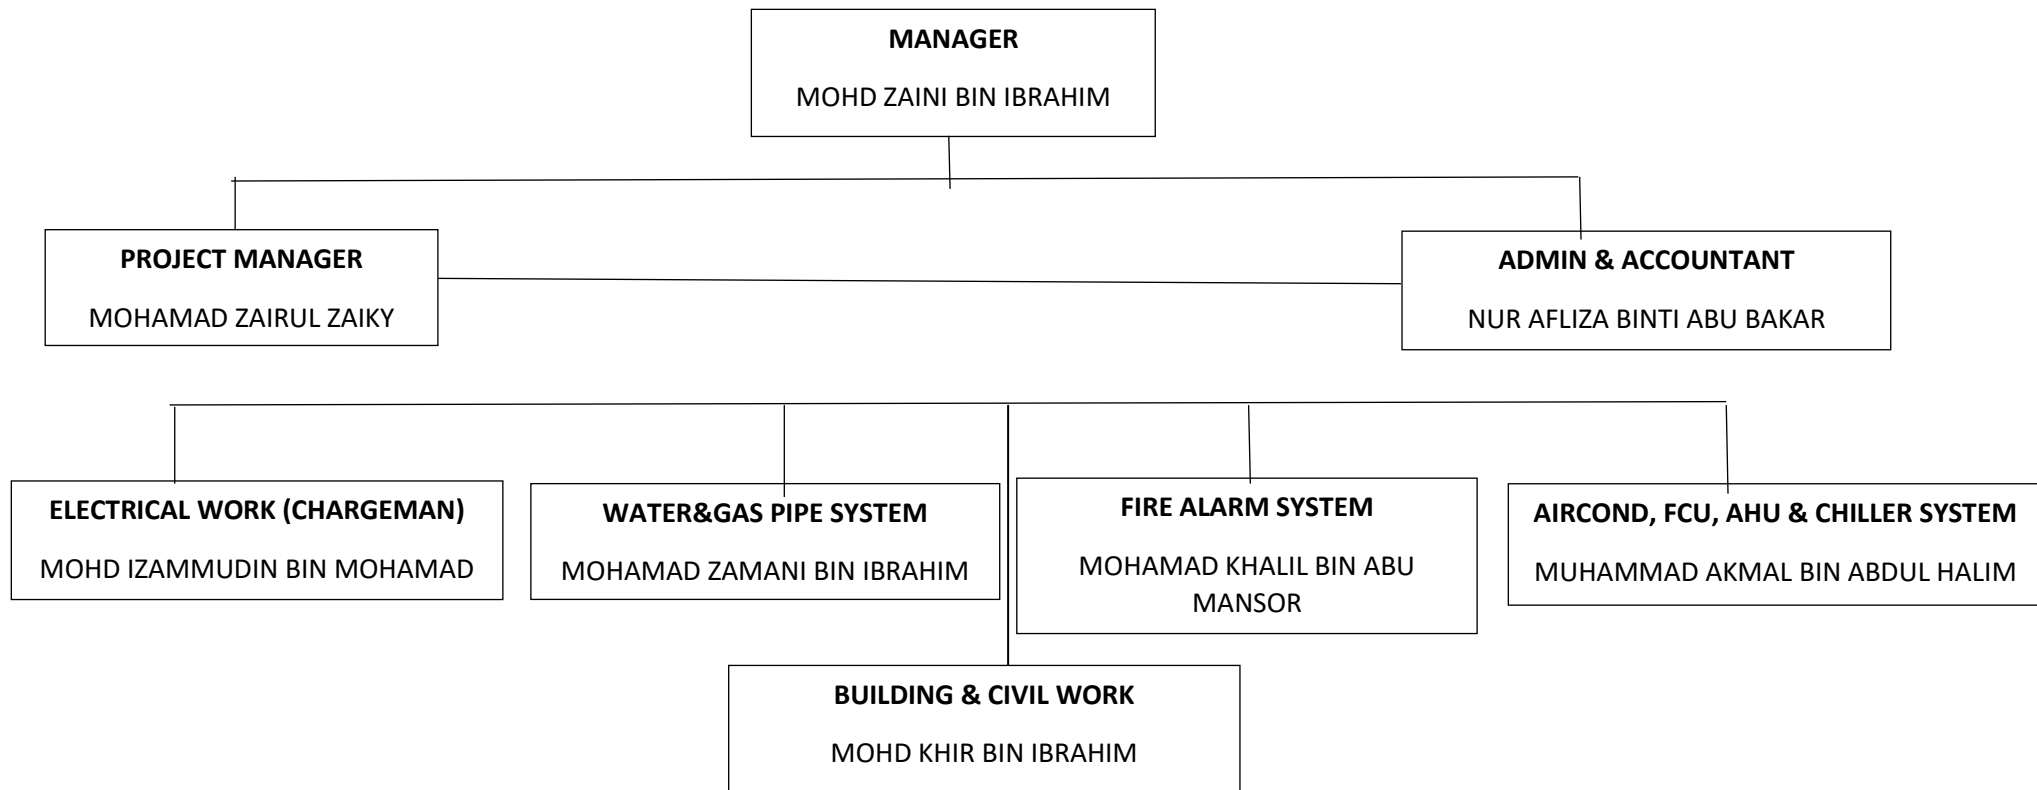 MANAGER
MOHD ZAINI BIN IBRAHIM
PROJECT MANAGER
MOHAMAD ZAIRUL ZAIKY
ADMIN & ACCOUNTANT
NUR AFLIZA BINTI ABU BAKAR
ELECTRICAL WORK (CHARGEMAN)
MOHD IZAMMUDIN BIN MOHAMAD
WATER&GAS PIPE SYSTEM
MOHAMAD ZAMANI BIN IBRAHIM
FIRE ALARM SYSTEM
MOHAMAD KHALIL BIN ABU
MANSOR
AIRCOND, FCU, AHU & CHILLER SYSTEM
MUHAMMAD AKMAL BIN ABDUL HALIM
BUILDING & CIVIL WORK
MOHD KHIR BIN IBRAHIM